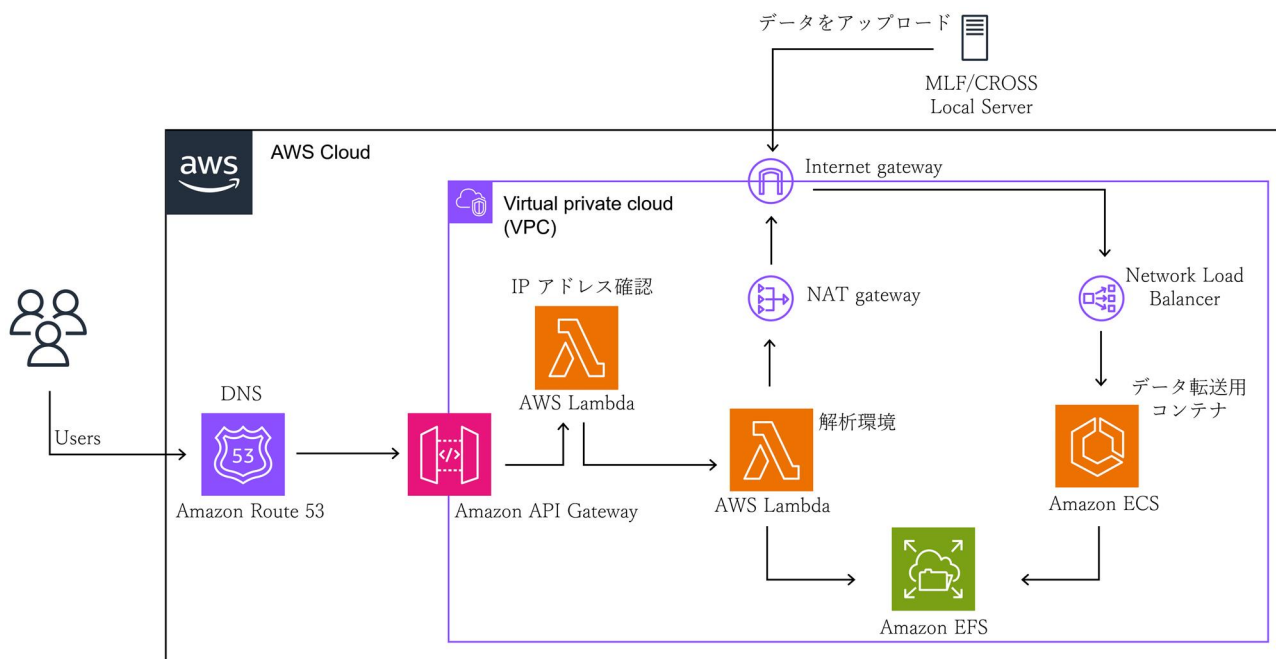 データをアップロード
MLF/CROSS
Local Server
aws
AWS Cloud
Internet gateway
Virtual private cloud
(VPC)
IP アドレス確認
NAT gateway
Network Load
Balancer
DNS
AWS Lambda
解析環境
データ転送用
コンテナ
Users
53
</>
Amazon Route 53
Amazon API Gateway
AWS Lambda
Amazon ECS
Amazon EFS